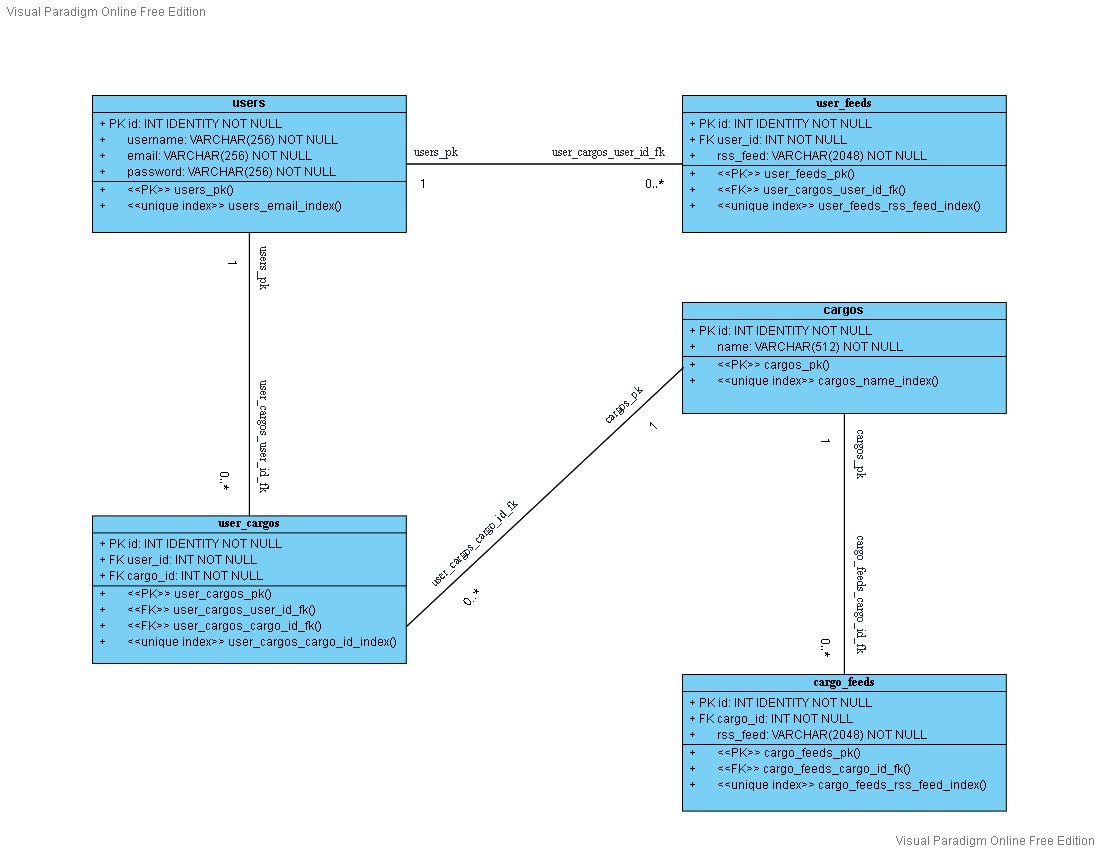 Visual Paradigm Online Free Edition
users
+ PK id: INT IDENTITY NOT NULL
+ username: VARCHAR(256) NOT NULL
+ email: VARCHAR(256) NOT NULL
+ password: VARCHAR(256) NOT NULL
+ <<PK>> users_pk()
+ <<unique index>> users_email_index()
users_pk
1
user_cargos_user_id_fk
0..*
user_feeds
+ PK id: INT IDENTITY NOT NULL
+ FK user_id: INT NOT NULL
+ rss_feed: VARCHAR(2048) NOT NULL
+ <<PK>> user_feeds_pk()
+ <<FK>> user_cargos_user_id_fk()
+ <<unique index>> user_feeds_rss_feed_index()
1
users_pk
user_cargos_user_id_fk
0..*
cargos
+ PK id: INT IDENTITY NOT NULL
+ name: VARCHAR(512) NOT NULL
+ <<PK>> cargos_pk()
+ <<unique index>> cargos_name_index()
cargos_pk
1
user_cargos_cargo_id_fk
0..*
1
cargos_pk
cargo_feeds_cargo_id_fk
0..*
user_cargos
+ PK id: INT IDENTITY NOT NULL
+ FK user_id: INT NOT NULL
+ FK cargo_id: INT NOT NULL
+ <<PK>> user_cargos_pk()
+ <<FK>> user_cargos_user_id_fk()
+ <<FK>> user_cargos_cargo_id_fk()
+ <<unique index>> user_cargos_cargo_id_index()
cargo_feeds
+ PK id: INT IDENTITY NOT NULL
+ FK cargo_id: INT NOT NULL
+ rss_feed: VARCHAR(2048) NOT NULL
+ <<PK>> cargo_feeds_pk()
+ <<FK>> cargo_feeds_cargo_id_fk()
+ <<unique index>> cargo_feeds_rss_feed_index()
Visual Paradigm Online Free Edition